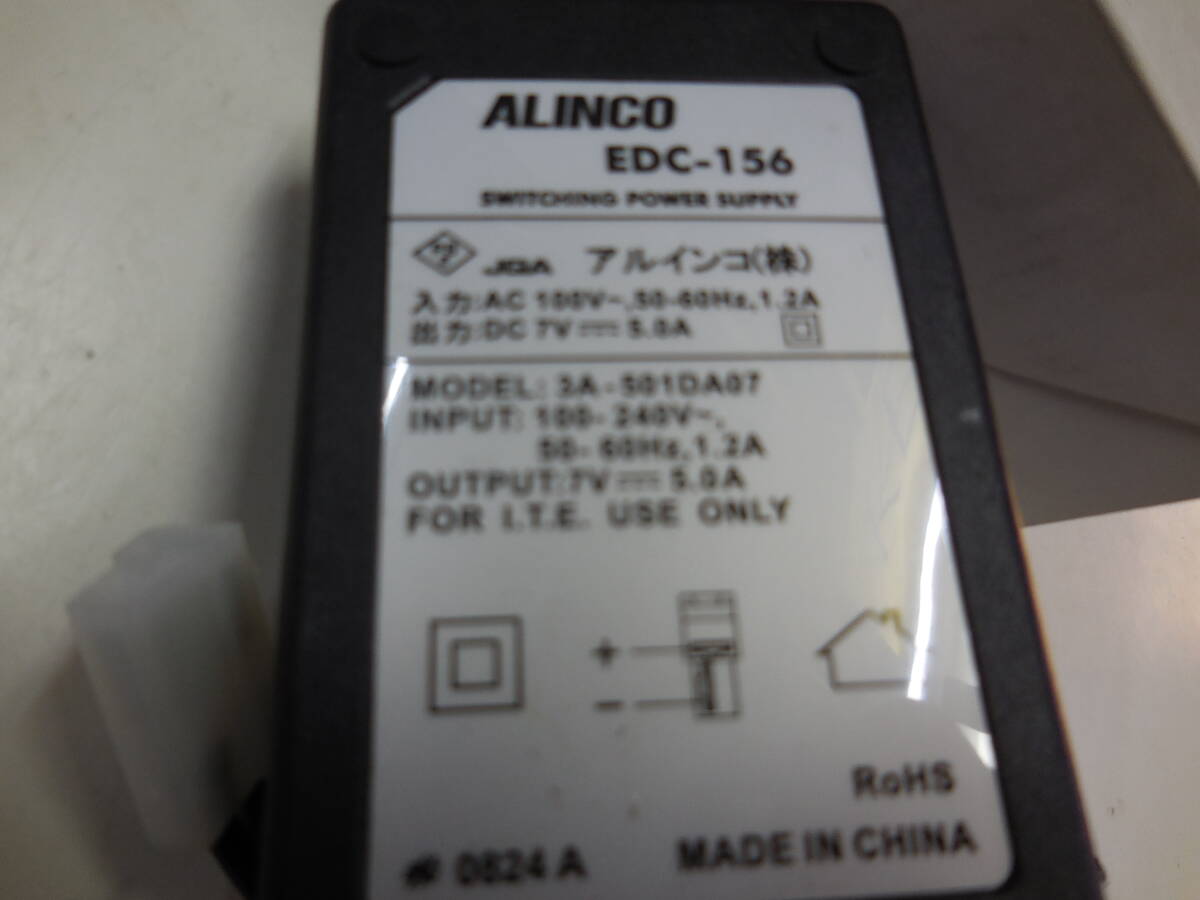 ALINCO
EDC-156
SWITCHING POWER SUPPLY
JQA アルインコ(株)
入力:AC 100V~,50-60Hz,1.2A
出力:DC 7V 5.0A
MODEL: 3A-501DA07
INPUT: 100-240V~,
50-60Hz,1.2A
OUTPUT:7V 5.0A
FOR I.T.E. USE ONLY
+
−
RoHS
0824 A MADE IN CHINA